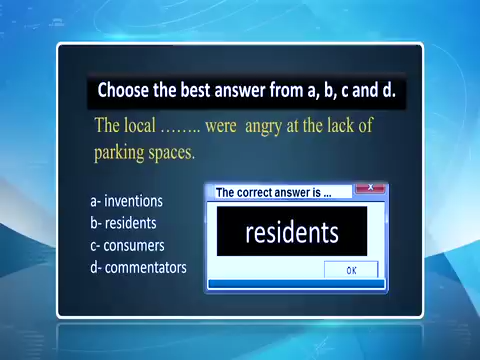 Choose the best answer from a, b, c and d.
The local …….. were angry at the lack of
parking spaces.
a- inventions
b- residents
c- consumers
d- commentators
The correct answer is ...
X
residents
OK